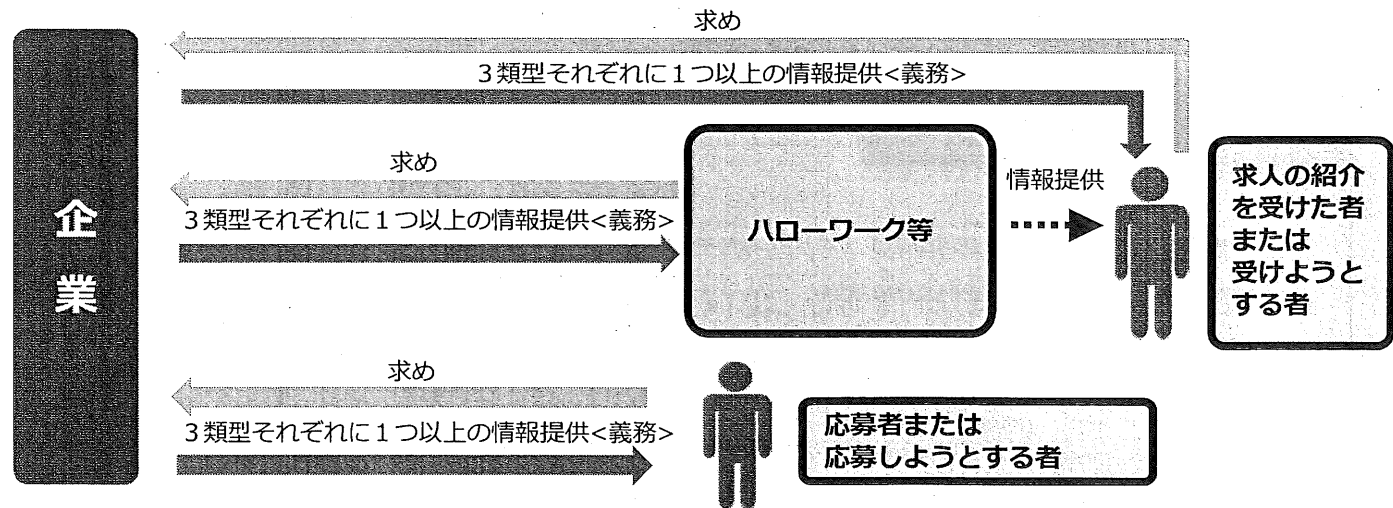 求め
3類型それぞれに1つ以上の情報提供<義務>
企
業
求め
3類型それぞれに1つ以上の情報提供<義務>
ハローワーク等
情報提供
求人の紹介
を受けた者
または
受けようと
する者
求め
3類型それぞれに1つ以上の情報提供<義務>
応募者または
応募しようとする者